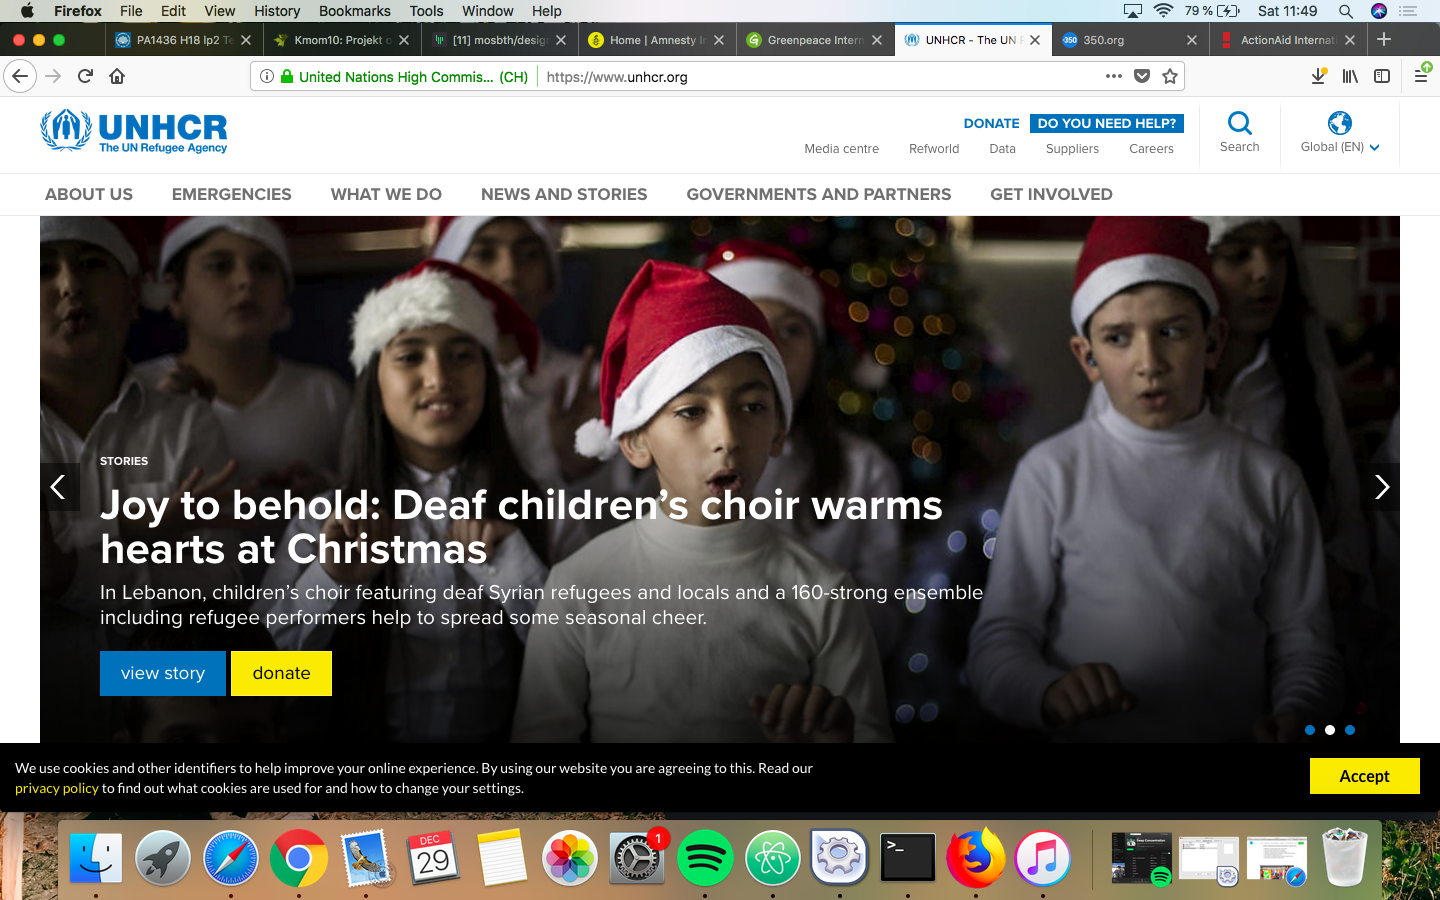 Firefox File Edit View History Bookmarks Tools Window Help 79 % Sat 11:49
PA1436 H18 lp2 Te Kmom10: Projekt o [11] mosbth/desig Home | Amnesty In Greenpeace Intern UNHCR - The UN R 350 350.org ActionAid Internati
United Nations High Commis... (CH) https://www.unhcr.org
UNHCR
The UN Refugee Agency
DONATE DO YOU NEED HELP?
Media centre Refworld Data Suppliers Careers Search Global (EN)
ABOUT US EMERGENCIES WHAT WE DO NEWS AND STORIES GOVERNMENTS AND PARTNERS GET INVOLVED
STORIES
Joy to behold: Deaf children's choir warms
hearts at Christmas
In Lebanon, children's choir featuring deaf Syrian refugees and locals and a 160-strong ensemble
including refugee performers help to spread some seasonal cheer.
view story donate
We use cookies and other identifiers to help improve your online experience. By using our website you are agreeing to this. Read our
privacy policy to find out what cookies are used for and how to change your settings.
Accept
DEC
29
1
>_